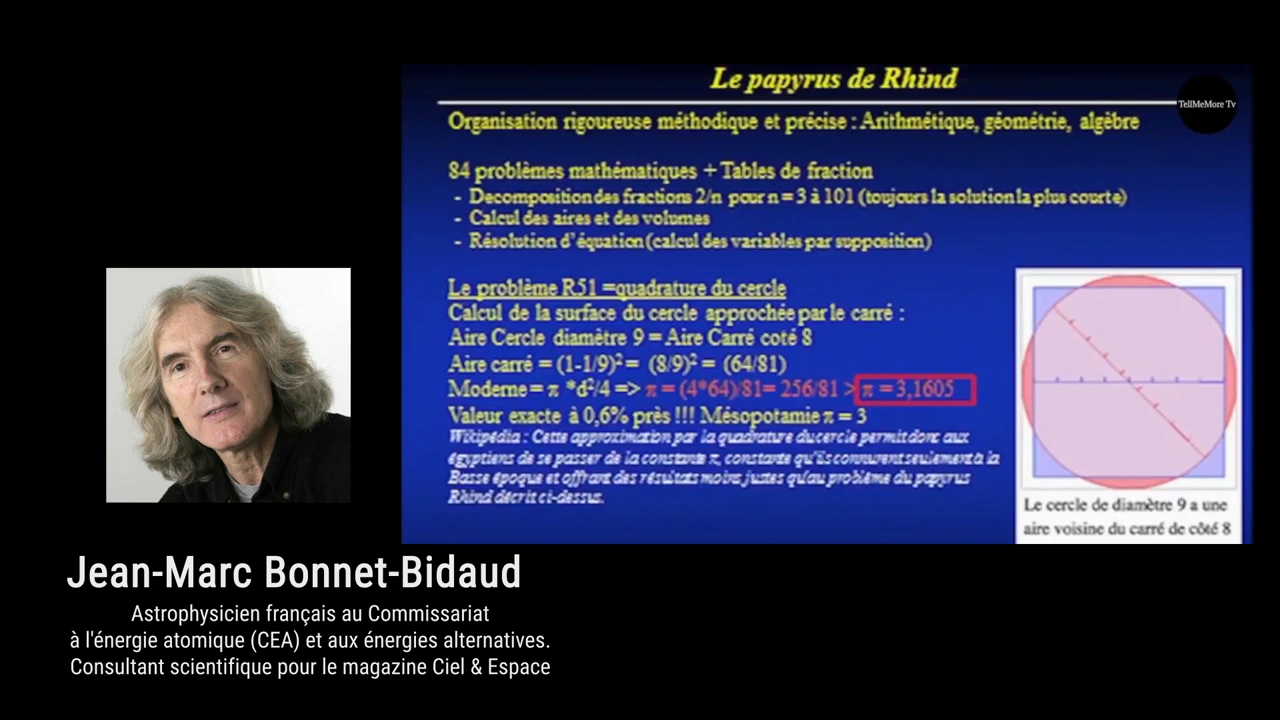 Le papyrus de Rhind
TellMeMore Tv
Organisation rigoureuse méthodique et précise : Arithmétique, géométrie, algèbre
84 problèmes mathématiques + Tables de fraction
- Decomposition des fractions 2/n pour n = 3 à 101 (toujours la solution la plus courte)
- Calcul des aires et des volumes
- Résolution d'équation (calcul des variables par supposition)
Le problème R51 =quadrature du cercle
Calcul de la surface du cercle approchée par le carré :
Aire Cercle diamètre 9 = Aire Carré coté 8
Aire carré = (1-1/9)² = (8/9)² = (64/81)
Moderne = π *d²/4 => π = (4*64)/81= 256/81 > π = 3,1605
Valeur exacte à 0,6% près !!! Mésopotamie π = 3
Wikipédia : Cette approximation par la quadrature du cercle permit donc aux
égyptiens de se passer de la constante π, constante qu'ils connurent seulement à la
Basse époque et offrant des résultats moins justes qu'au problème du papyrus
Rhind décrit ci-dessus.
Le cercle de diamètre 9 a une
aire voisine du carré de côté 8
Jean-Marc Bonnet-Bidaud
Astrophysicien français au Commissariat
à l'énergie atomique (CEA) et aux énergies alternatives.
Consultant scientifique pour le magazine Ciel & Espace